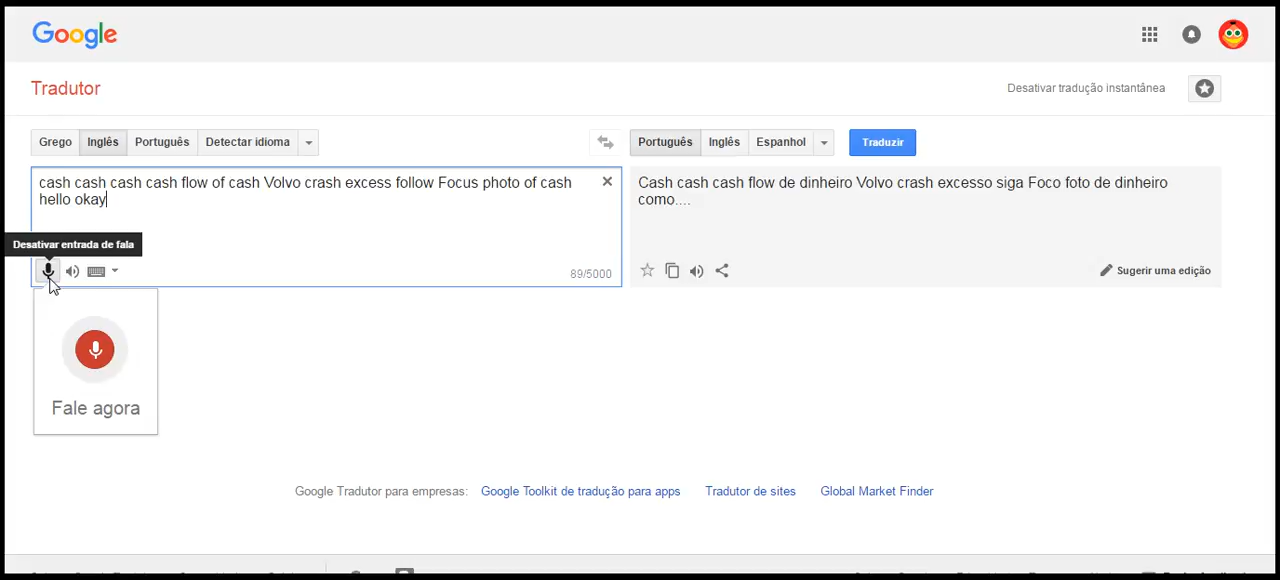 Google
Tradutor
Desativar tradução instantânea
Grego Inglês Português Detectar idioma
Português Inglês Espanhol Traduzir
cash cash cash cash flow of cash Volvo crash excess follow Focus photo of cash
hello okay
Cash cash cash flow de dinheiro Volvo crash excesso siga Foco foto de dinheiro
como....
Desativar entrada de fala
89/5000
Sugerir uma edição
Fale agora
Google Tradutor para empresas: Google Toolkit de tradução para apps Tradutor de sites Global Market Finder